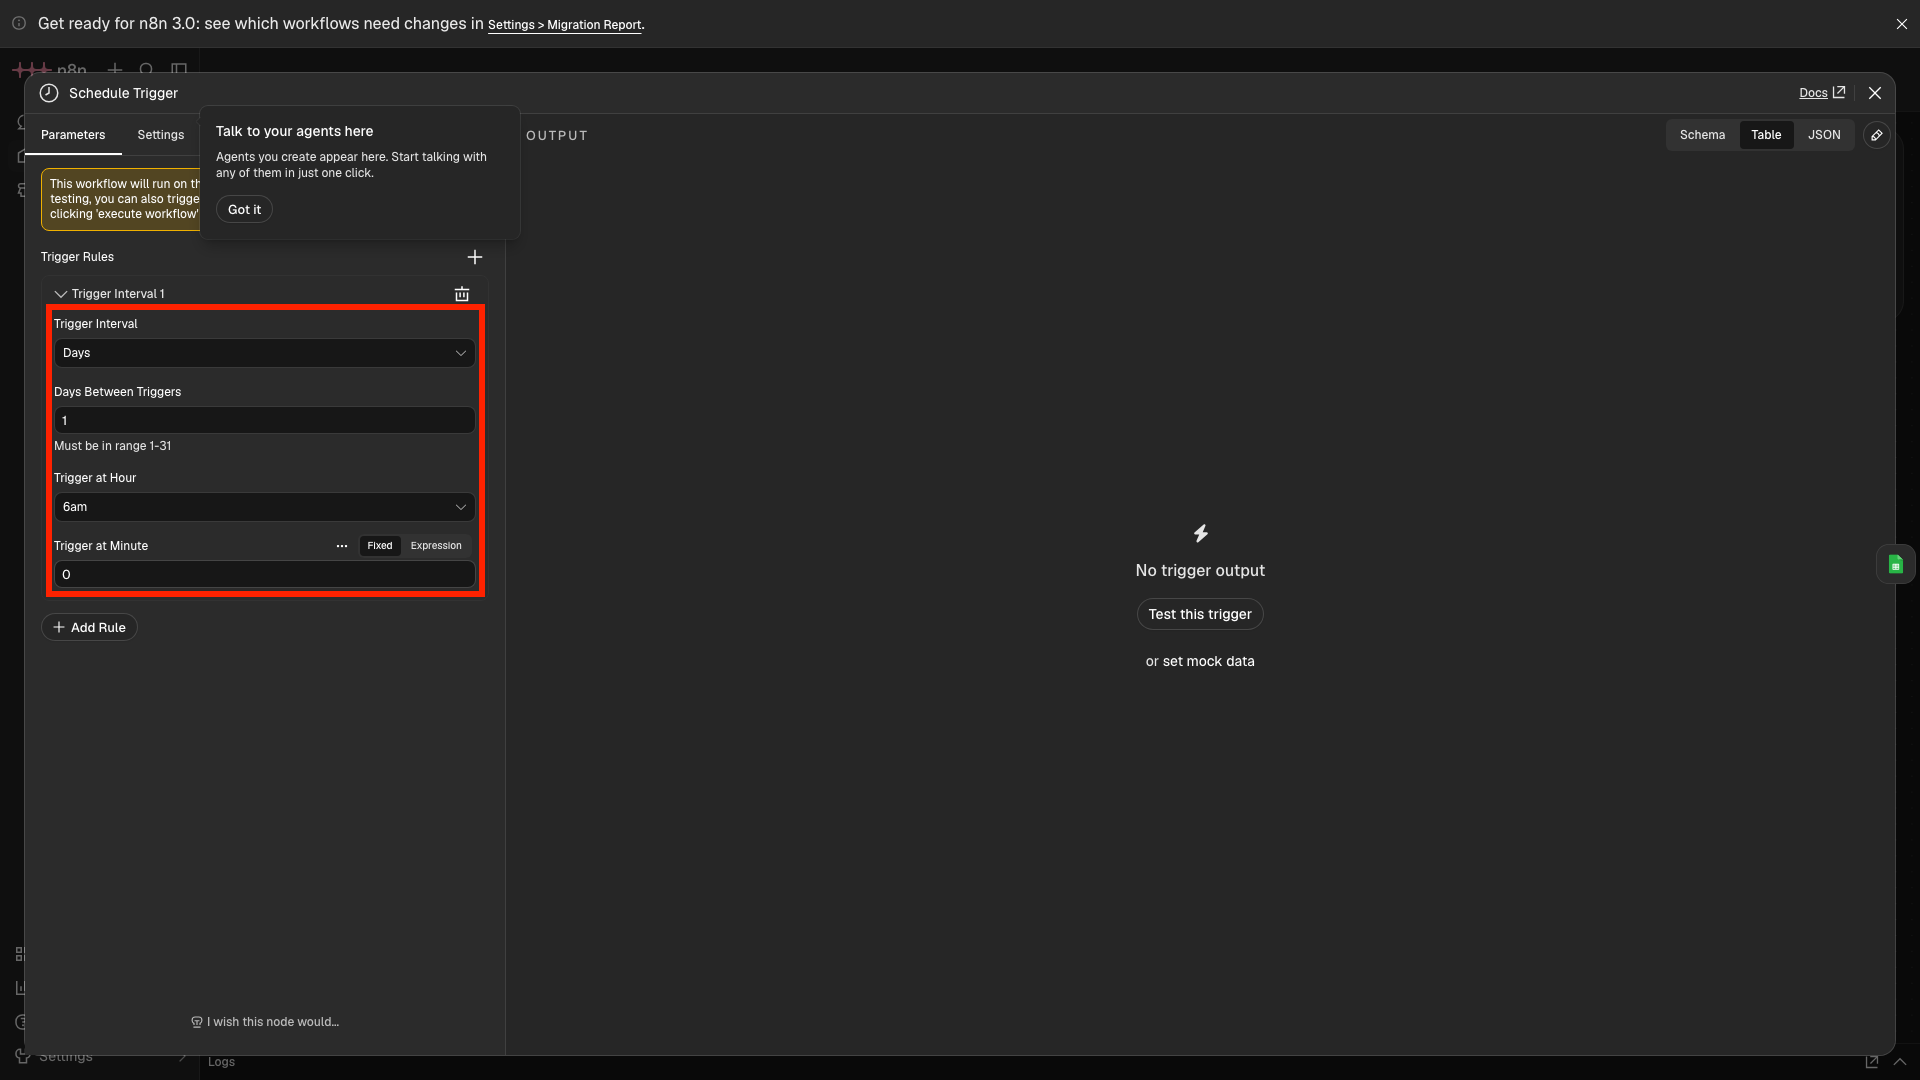 Get ready for n8n 3.0: see which workflows need changes in Settings > Migration Report.
n8n
Schedule Trigger
Docs
Parameters
Settings
Talk to your agents here
Agents you create appear here. Start talking with
any of them in just one click.
Got it
OUTPUT
Schema
Table
JSON
This workflow will run on th
testing, you can also trigge
clicking 'execute workflow'
Trigger Rules
Trigger Interval 1
Trigger Interval
Days
Days Between Triggers
1
Must be in range 1-31
Trigger at Hour
6am
Trigger at Minute
Fixed
Expression
0
Add Rule
No trigger output
Test this trigger
or set mock data
I wish this node would...
Settings
Logs